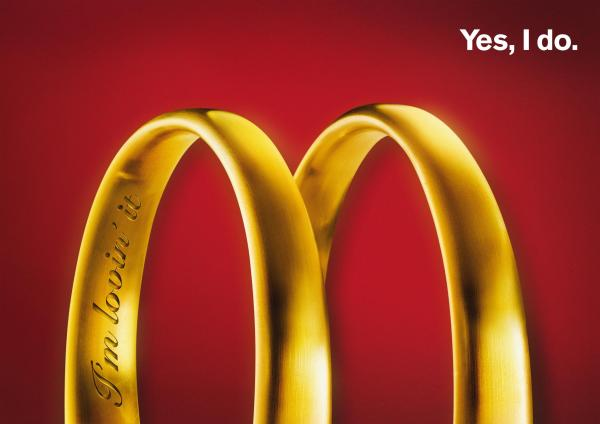 Yes, I do.
I'm lovin' it